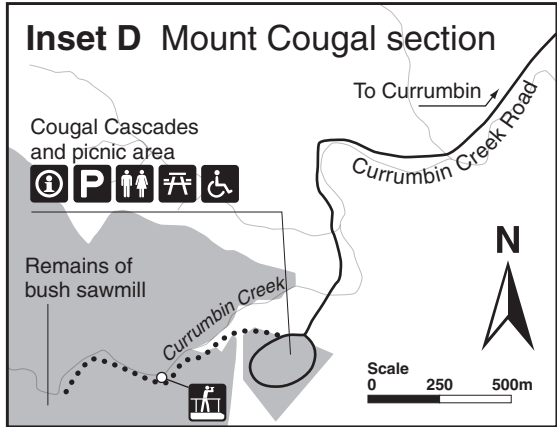 Inset D Mount Cougal section
To Currumbin
Currumbin Creek Road
Cougal Cascades
and picnic area
i P
N
Remains of
bush sawmill
Currumbin Creek
Scale
0 250 500m